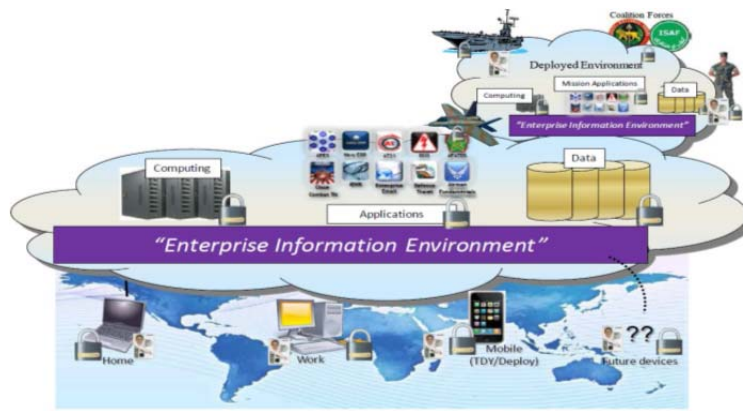 Coalition Forces
ISAF
Deployed Environment
Mission Applications
Computing
Data
"Enterprise Information Environment"
Computing
Data
Applications
"Enterprise Information Environment"
Home
Work
Mobile
(TDY/Deploy)
??
Future devices